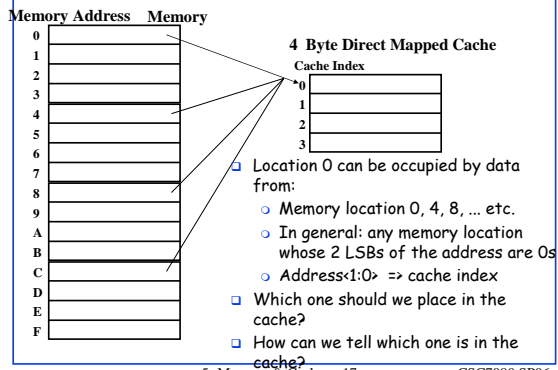 Memory Address Memory
0
1
2
3
4
5
6
7
8
9
A
B
C
D
E
F
4 Byte Direct Mapped Cache
Cache Index
0
1
2
3
Location 0 can be occupied by data
from:
Memory location 0, 4, 8, ... etc.
In general: any memory location
whose 2 LSBs of the address are 0s
Address<1:0> => cache index
Which one should we place in the
cache?
How can we tell which one is in the
cache?